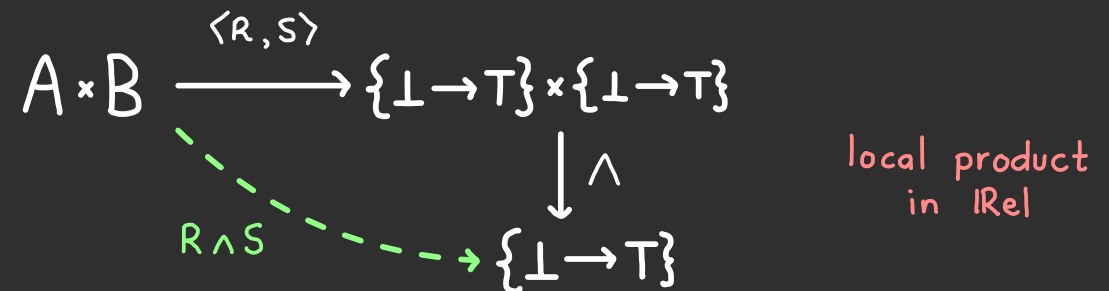 ⟨R,S⟩
A×B → {⊥→T}×{⊥→T}
∧
local product
in ℝel
R∧S
{⊥→T}